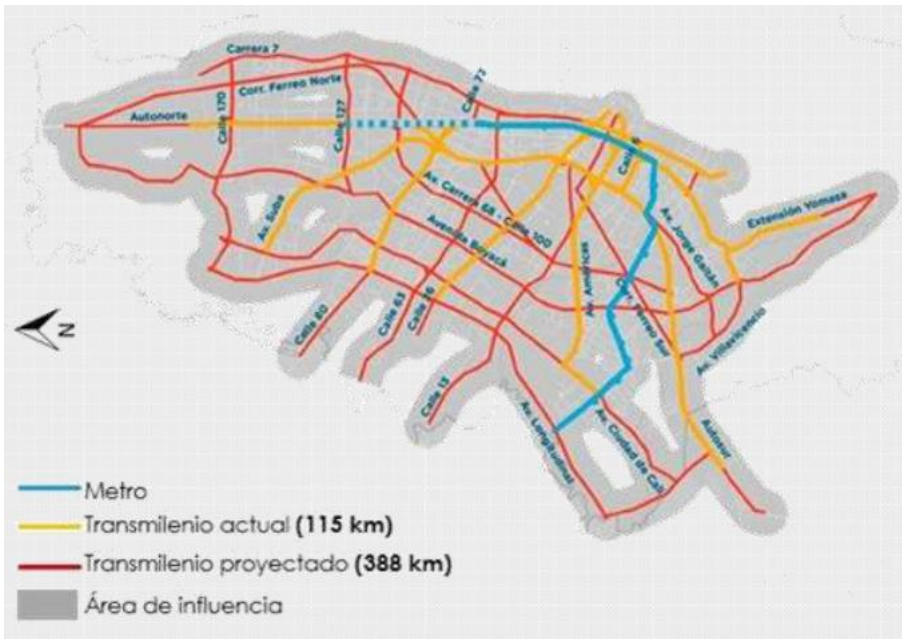 Carrera 7
Corr. Ferreo Norte
Calle 72
Autonorte
Calle 170
Calle 127
Calle 6
Av. Suba
Av. Carrera 68 - Calle 100
Avenida Boyacá
Av. Jorge Gaitán
Extensión Yomasa
Av. Américas
Corr. Ferreo Sur
Calle 80
Calle 63
Calle 26
Calle 13
Av. Villavicencio
Av. Longitudinal
Av. Ciudad de Cali
Autosur
N
Metro
Transmilenio actual (115 km)
Transmilenio proyectado (388 km)
Área de influencia